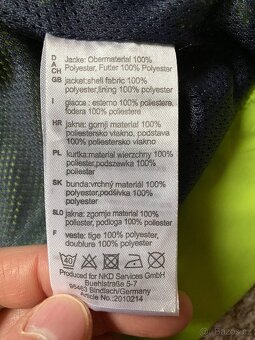 D
A
CH
Jacke: Obermaterial 100%
Polyester, Futter 100% Polyester
GB
jacket:shell fabric 100%
polyester,lining 100% polyester
I
giacca : esterno 100% poliestere,
fodera 100% poliestere
HR
jakna: gornji materijal 100%
poliestersko vlakno, podstava
100% poliestersko vlakno
PL
kurtka:materiał wierzchny 100%
poliester,podszewka 100%
poliester
SK
bunda:vrchný materiál 100%
polyester,podšívka 100%
polyester
SLO
jakna: zgornje material 100%
poliester, podloga 100% poliester
F
veste: tige 100% polyester,
doublure 100% polyester
40
Produced for NKD Services GmbH
Buehlstraße 5-7
95463 Bindlach/Germany
Article No.:2010214